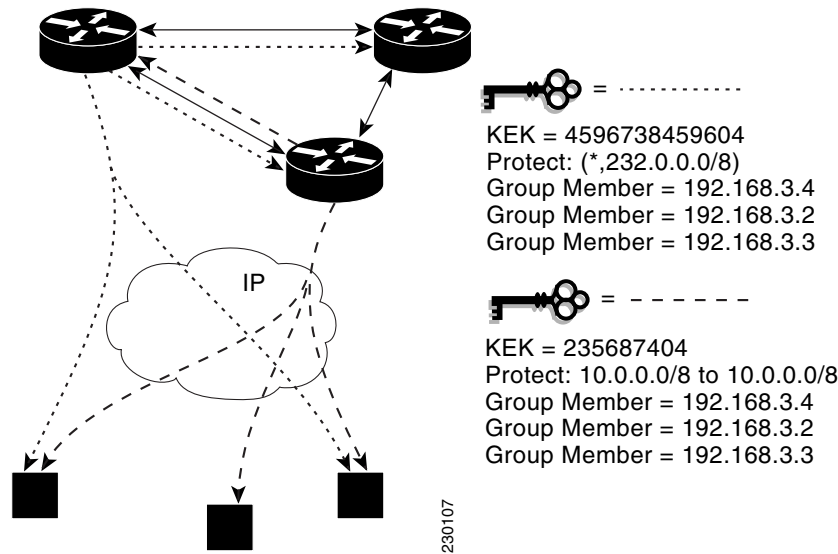 = ..............
KEK = 4596738459604
Protect: (*,232.0.0.0/8)
Group Member = 192.168.3.4
Group Member = 192.168.3.2
Group Member = 192.168.3.3
IP
= – – – – – –
KEK = 235687404
Protect: 10.0.0.0/8 to 10.0.0.0/8
Group Member = 192.168.3.4
Group Member = 192.168.3.2
Group Member = 192.168.3.3
230107